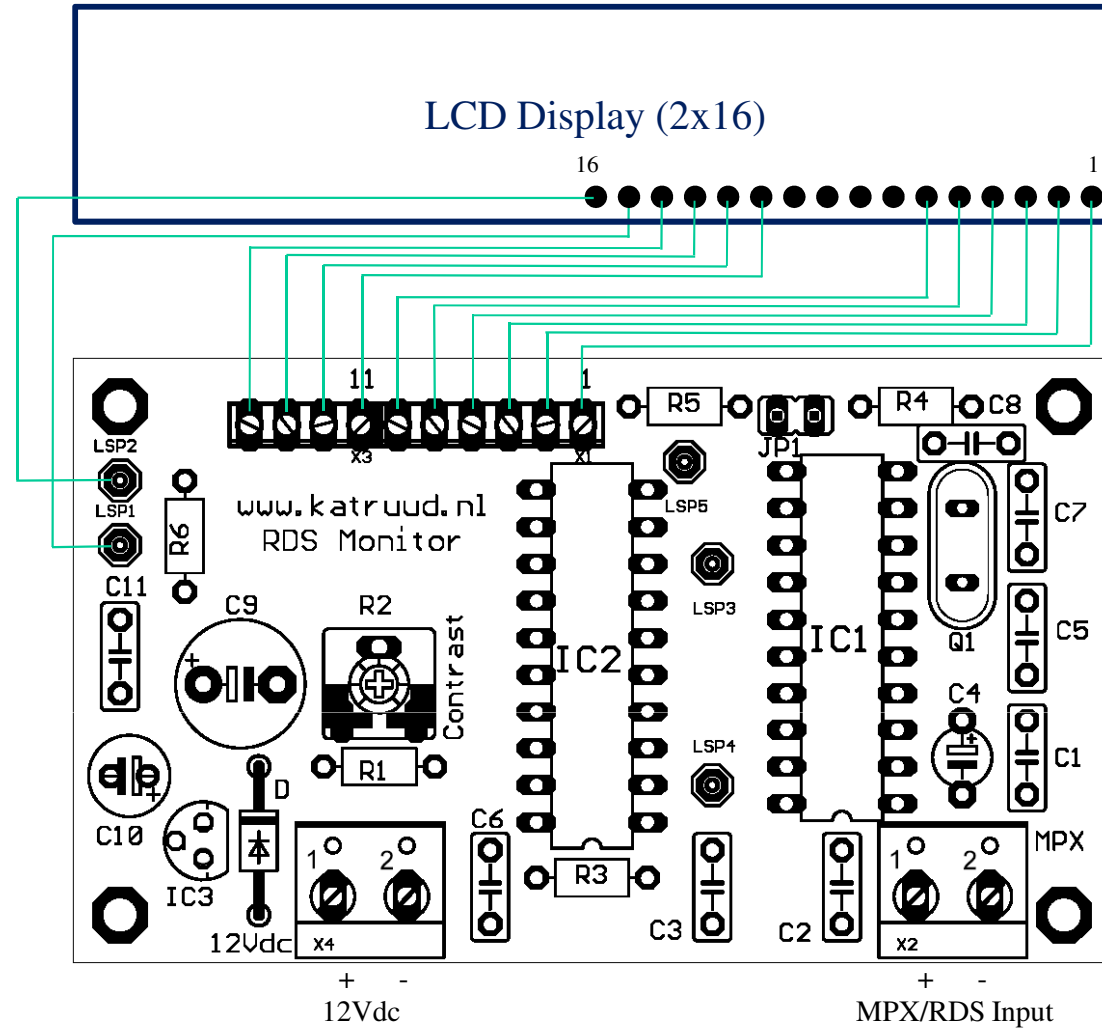 LCD Display (2x16)
16 1
11 1
X3 X1
LSP2
LSP1
R5
R4
C8
JP1
LSP5
www.katruud.nl
RDS Monitor
R6
C7
LSP3
C11
C9
+
R2
Contrast
IC2
IC1
Q1
C5
C4
+
LSP4
R1
C1
D
C10
+
IC3
C6
R3
C3
C2
MPX
1 2
1 2
12Vdc
X4
X2
+ -
+ -
12Vdc
MPX/RDS Input